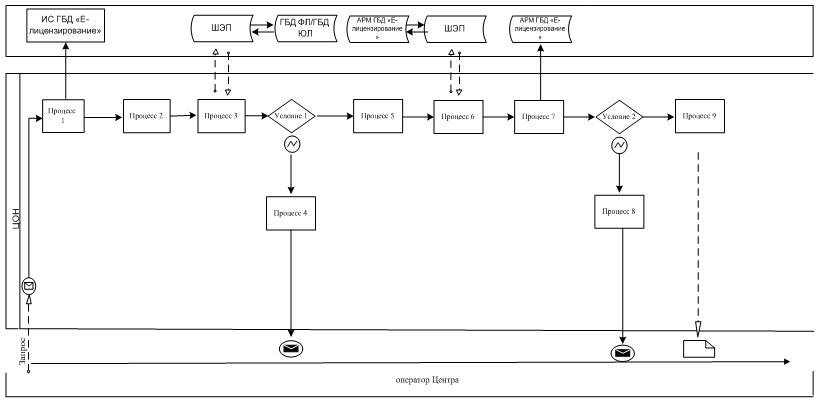 ИС ГБД «Е-
лицензирование»
ШЭП
ГБД ФЛ/ГБД
ЮЛ
АРМ ГБД «Е-
лицензирование
»
ШЭП
АРМ ГБД «Е-
лицензирование
»
Процесс
1
Процесс 2
Процесс 3
Условие 1
Процесс 5
Процесс 6
Процесс 7
Условие 2
Процесс 9
Процесс 4
Процесс 8
ЦОН
Запрос
оператор Центра